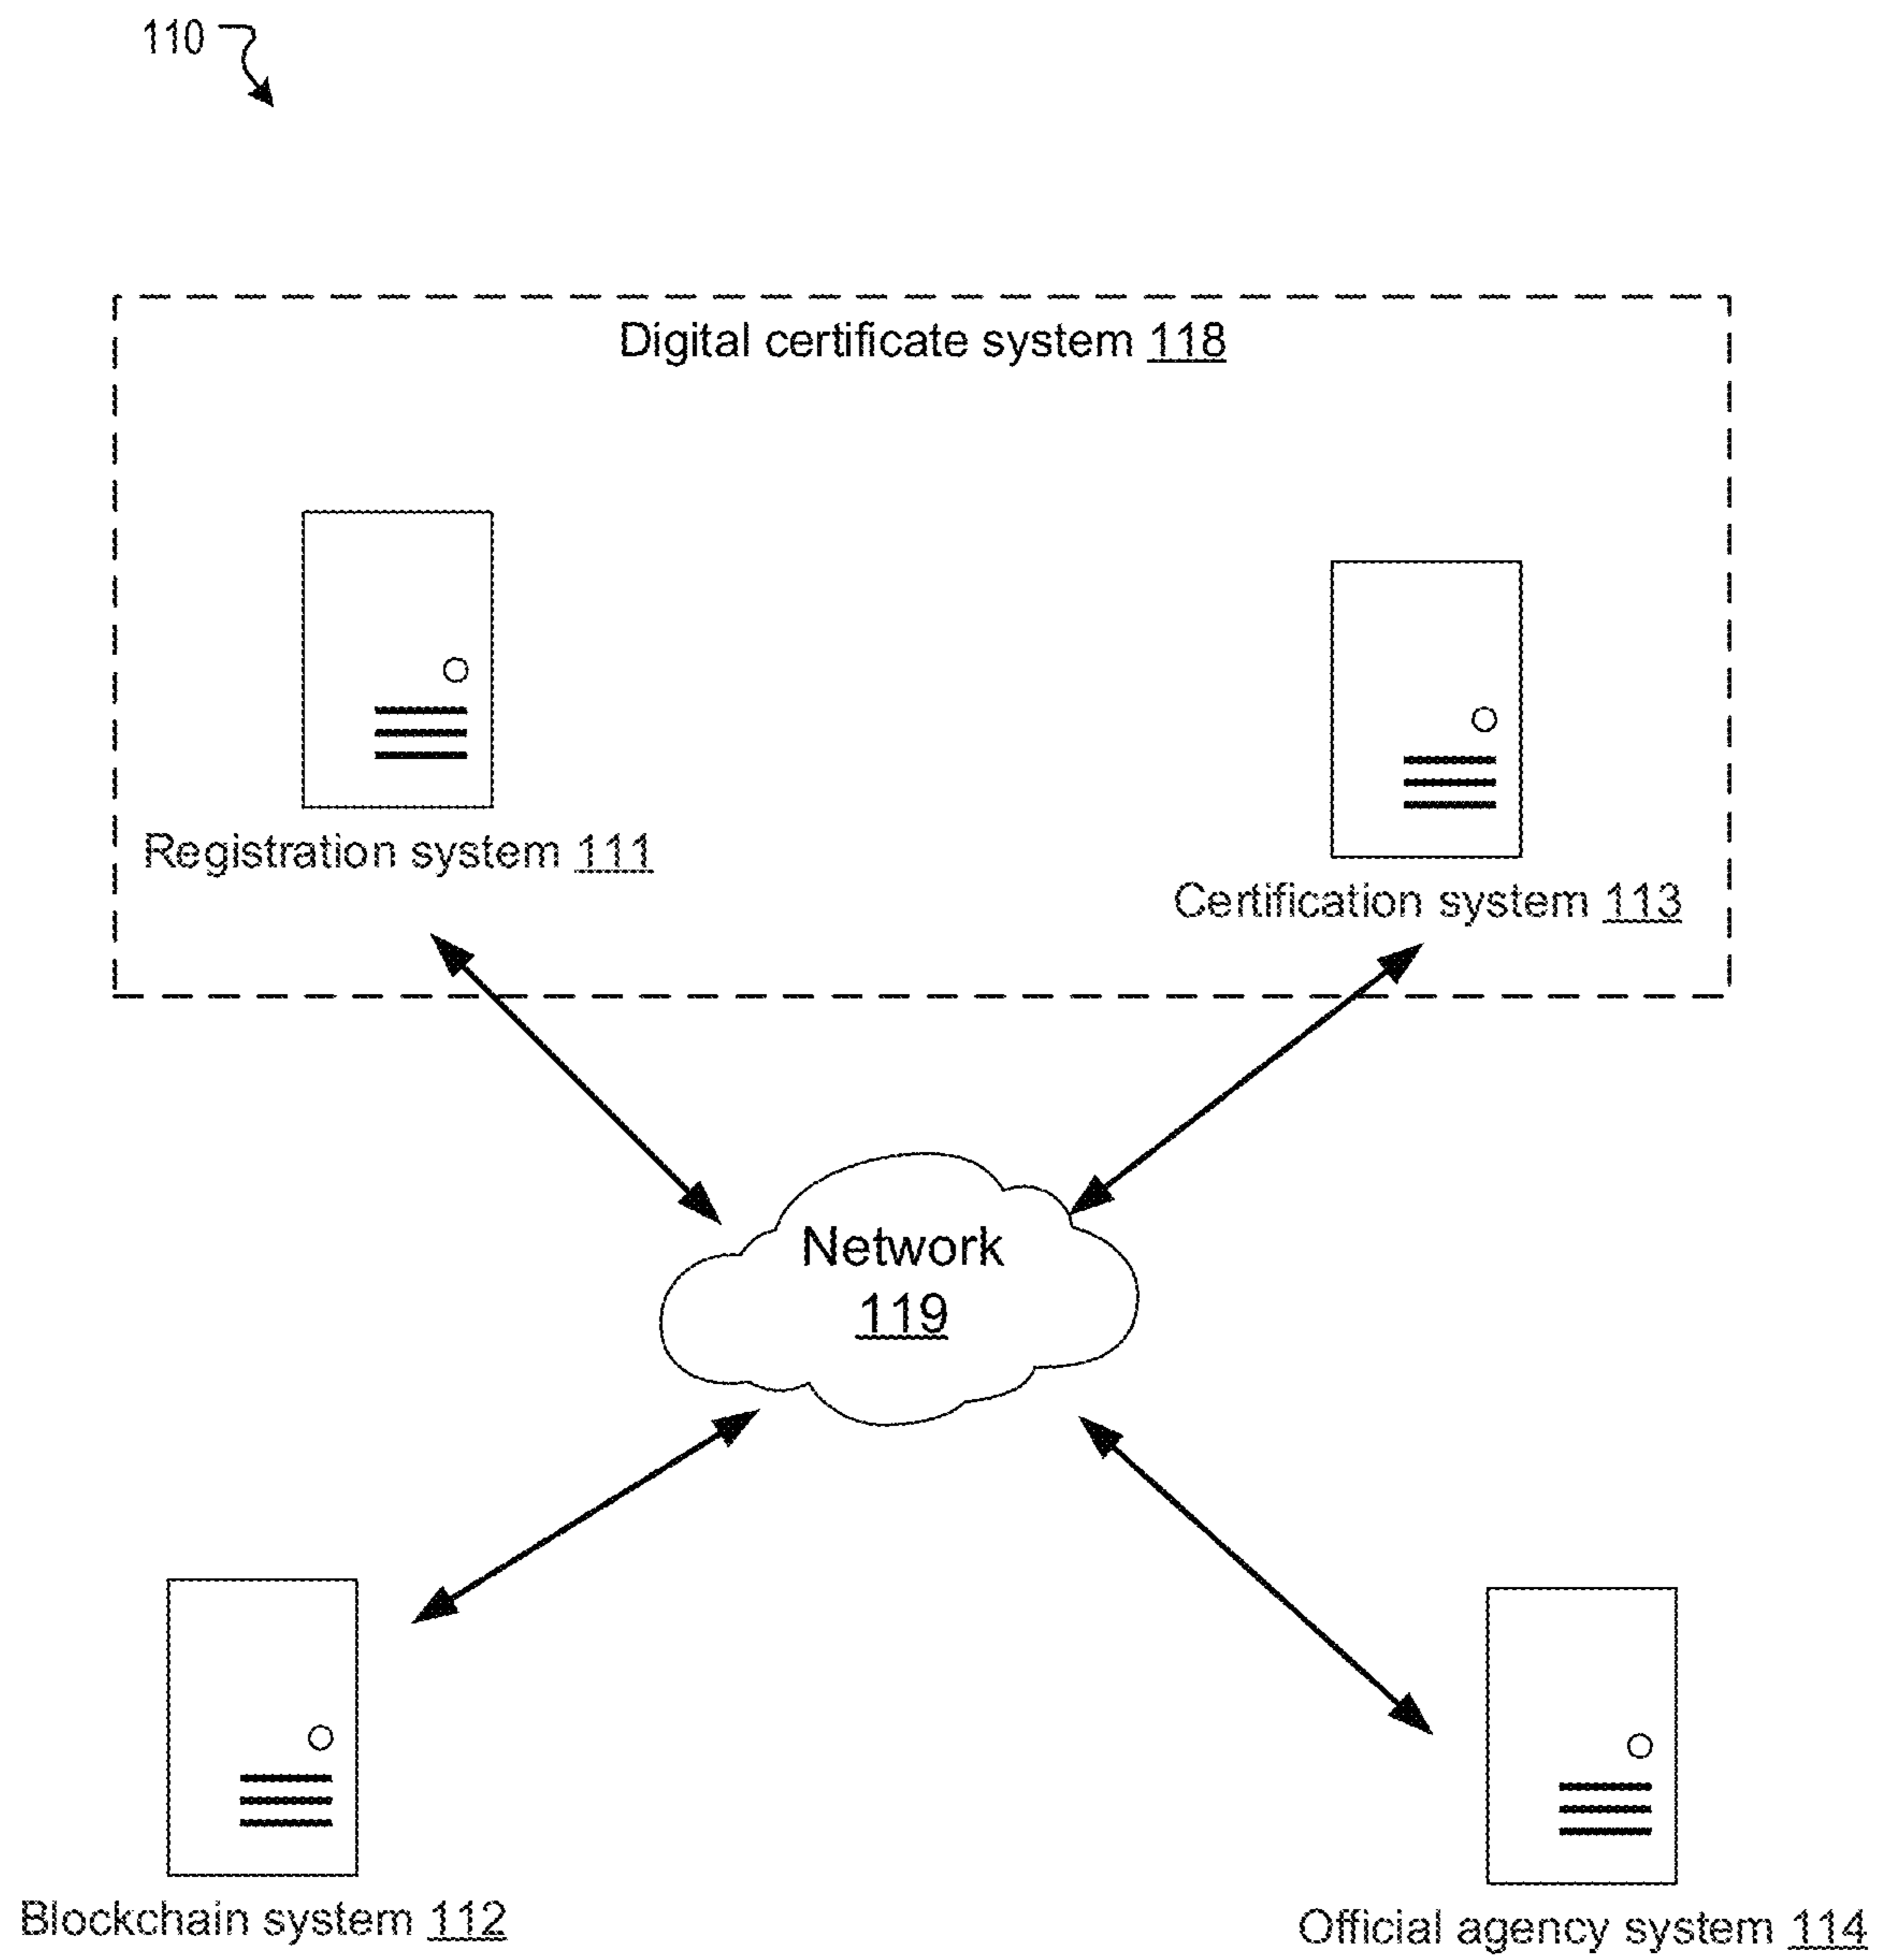 110
Digital certificate system 118
Registration system 111
Certification system 113
Network
119
Blockchain system 112
Official agency system 114